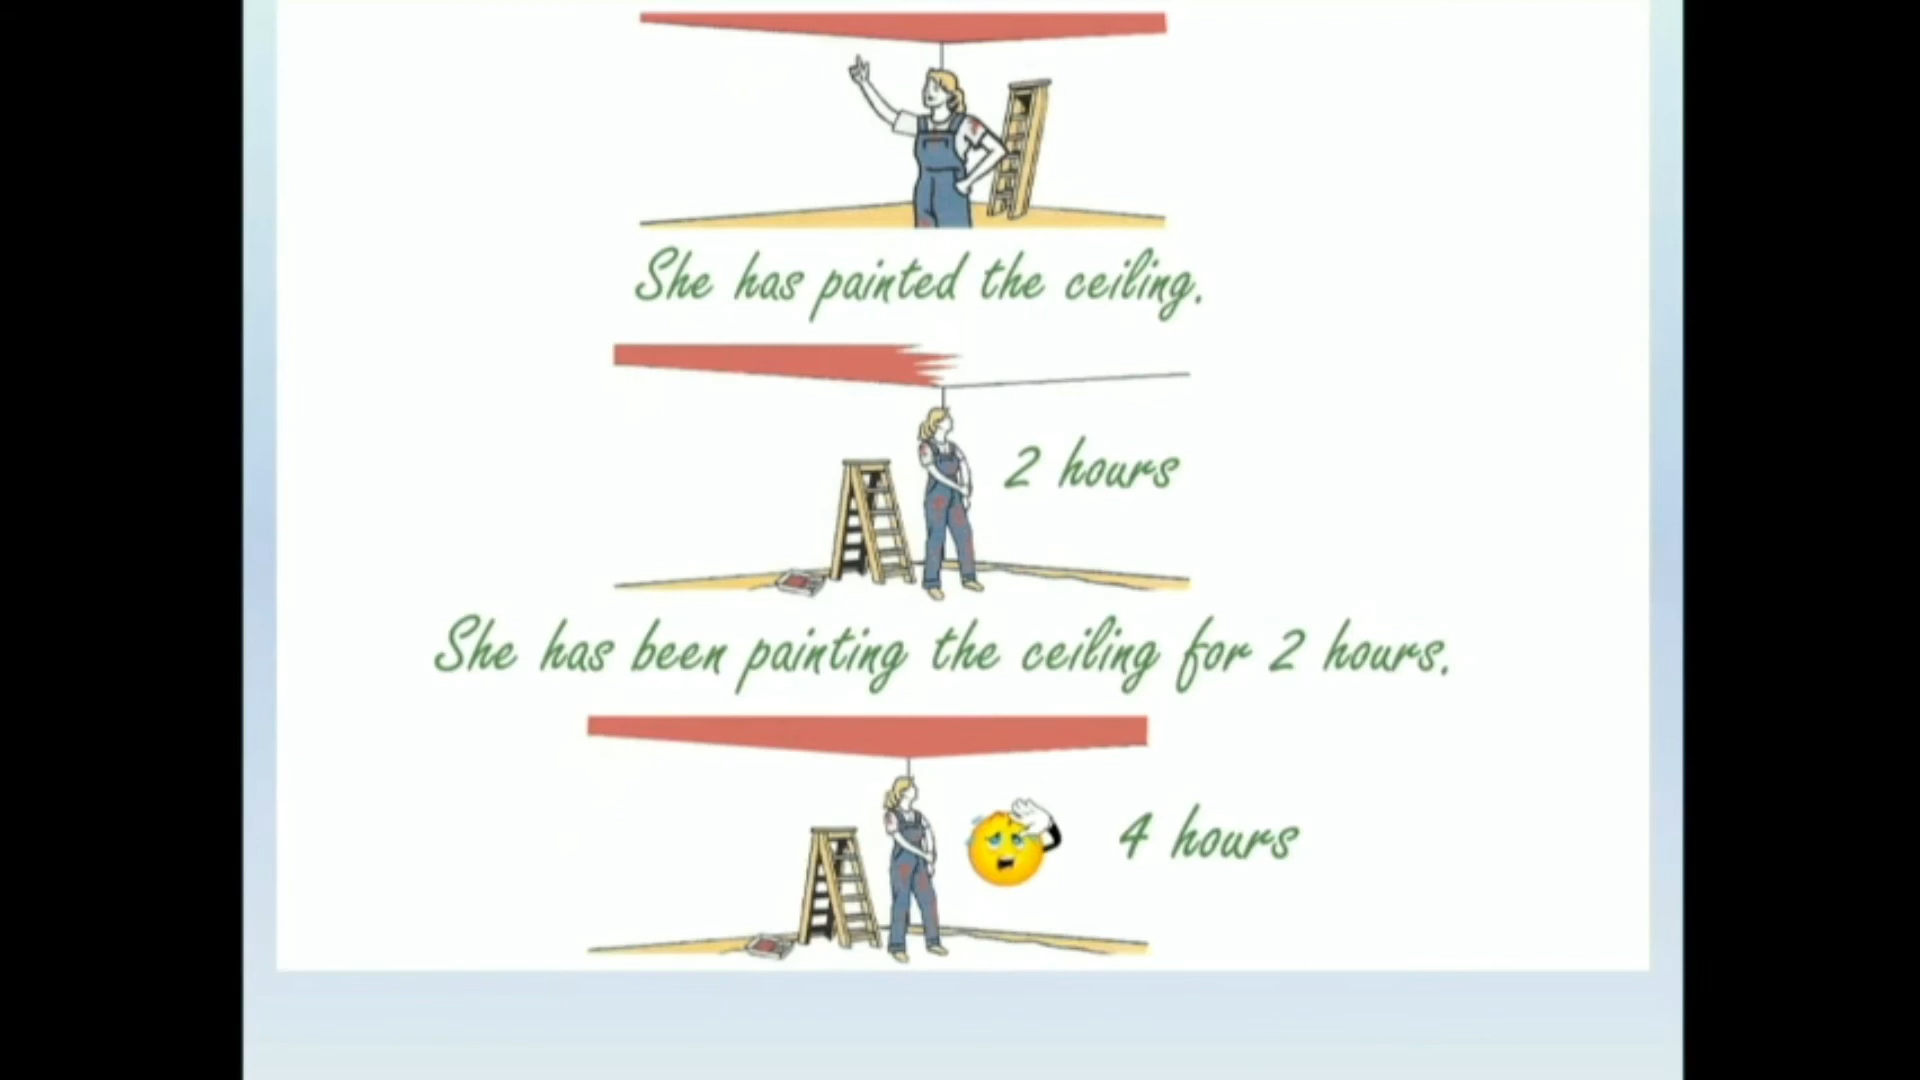 She has painted the ceiling.
2 hours
She has been painting the ceiling for 2 hours.
4 hours